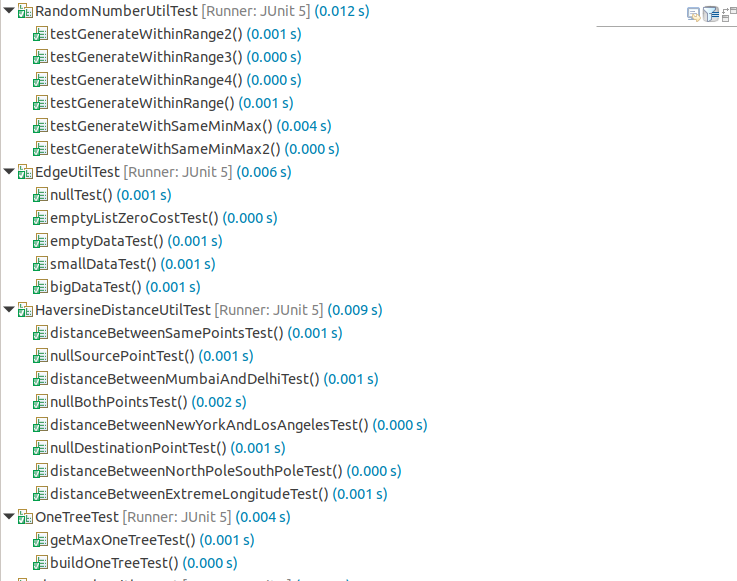 RandomNumberUtilTest [Runner: JUnit 5] (0.012 s)
testGenerateWithinRange2() (0.001 s)
testGenerateWithinRange3() (0.000 s)
testGenerateWithinRange4() (0.000 s)
testGenerateWithinRange() (0.001 s)
testGenerateWithSameMinMax() (0.004 s)
testGenerateWithSameMinMax2() (0.000 s)
EdgeUtilTest [Runner: JUnit 5] (0.006 s)
nullTest() (0.001 s)
emptyListZeroCostTest() (0.000 s)
emptyDataTest() (0.001 s)
smallDataTest() (0.001 s)
bigDataTest() (0.001 s)
HaversineDistanceUtilTest [Runner: JUnit 5] (0.009 s)
distanceBetweenSamePointsTest() (0.001 s)
nullSourcePointTest() (0.001 s)
distanceBetweenMumbaiAndDelhiTest() (0.001 s)
nullBothPointsTest() (0.002 s)
distanceBetweenNewYorkAndLosAngelesTest() (0.000 s)
nullDestinationPointTest() (0.001 s)
distanceBetweenNorthPoleSouthPoleTest() (0.000 s)
distanceBetweenExtremeLongitudeTest() (0.001 s)
OneTreeTest [Runner: JUnit 5] (0.004 s)
getMaxOneTreeTest() (0.001 s)
buildOneTreeTest() (0.000 s)